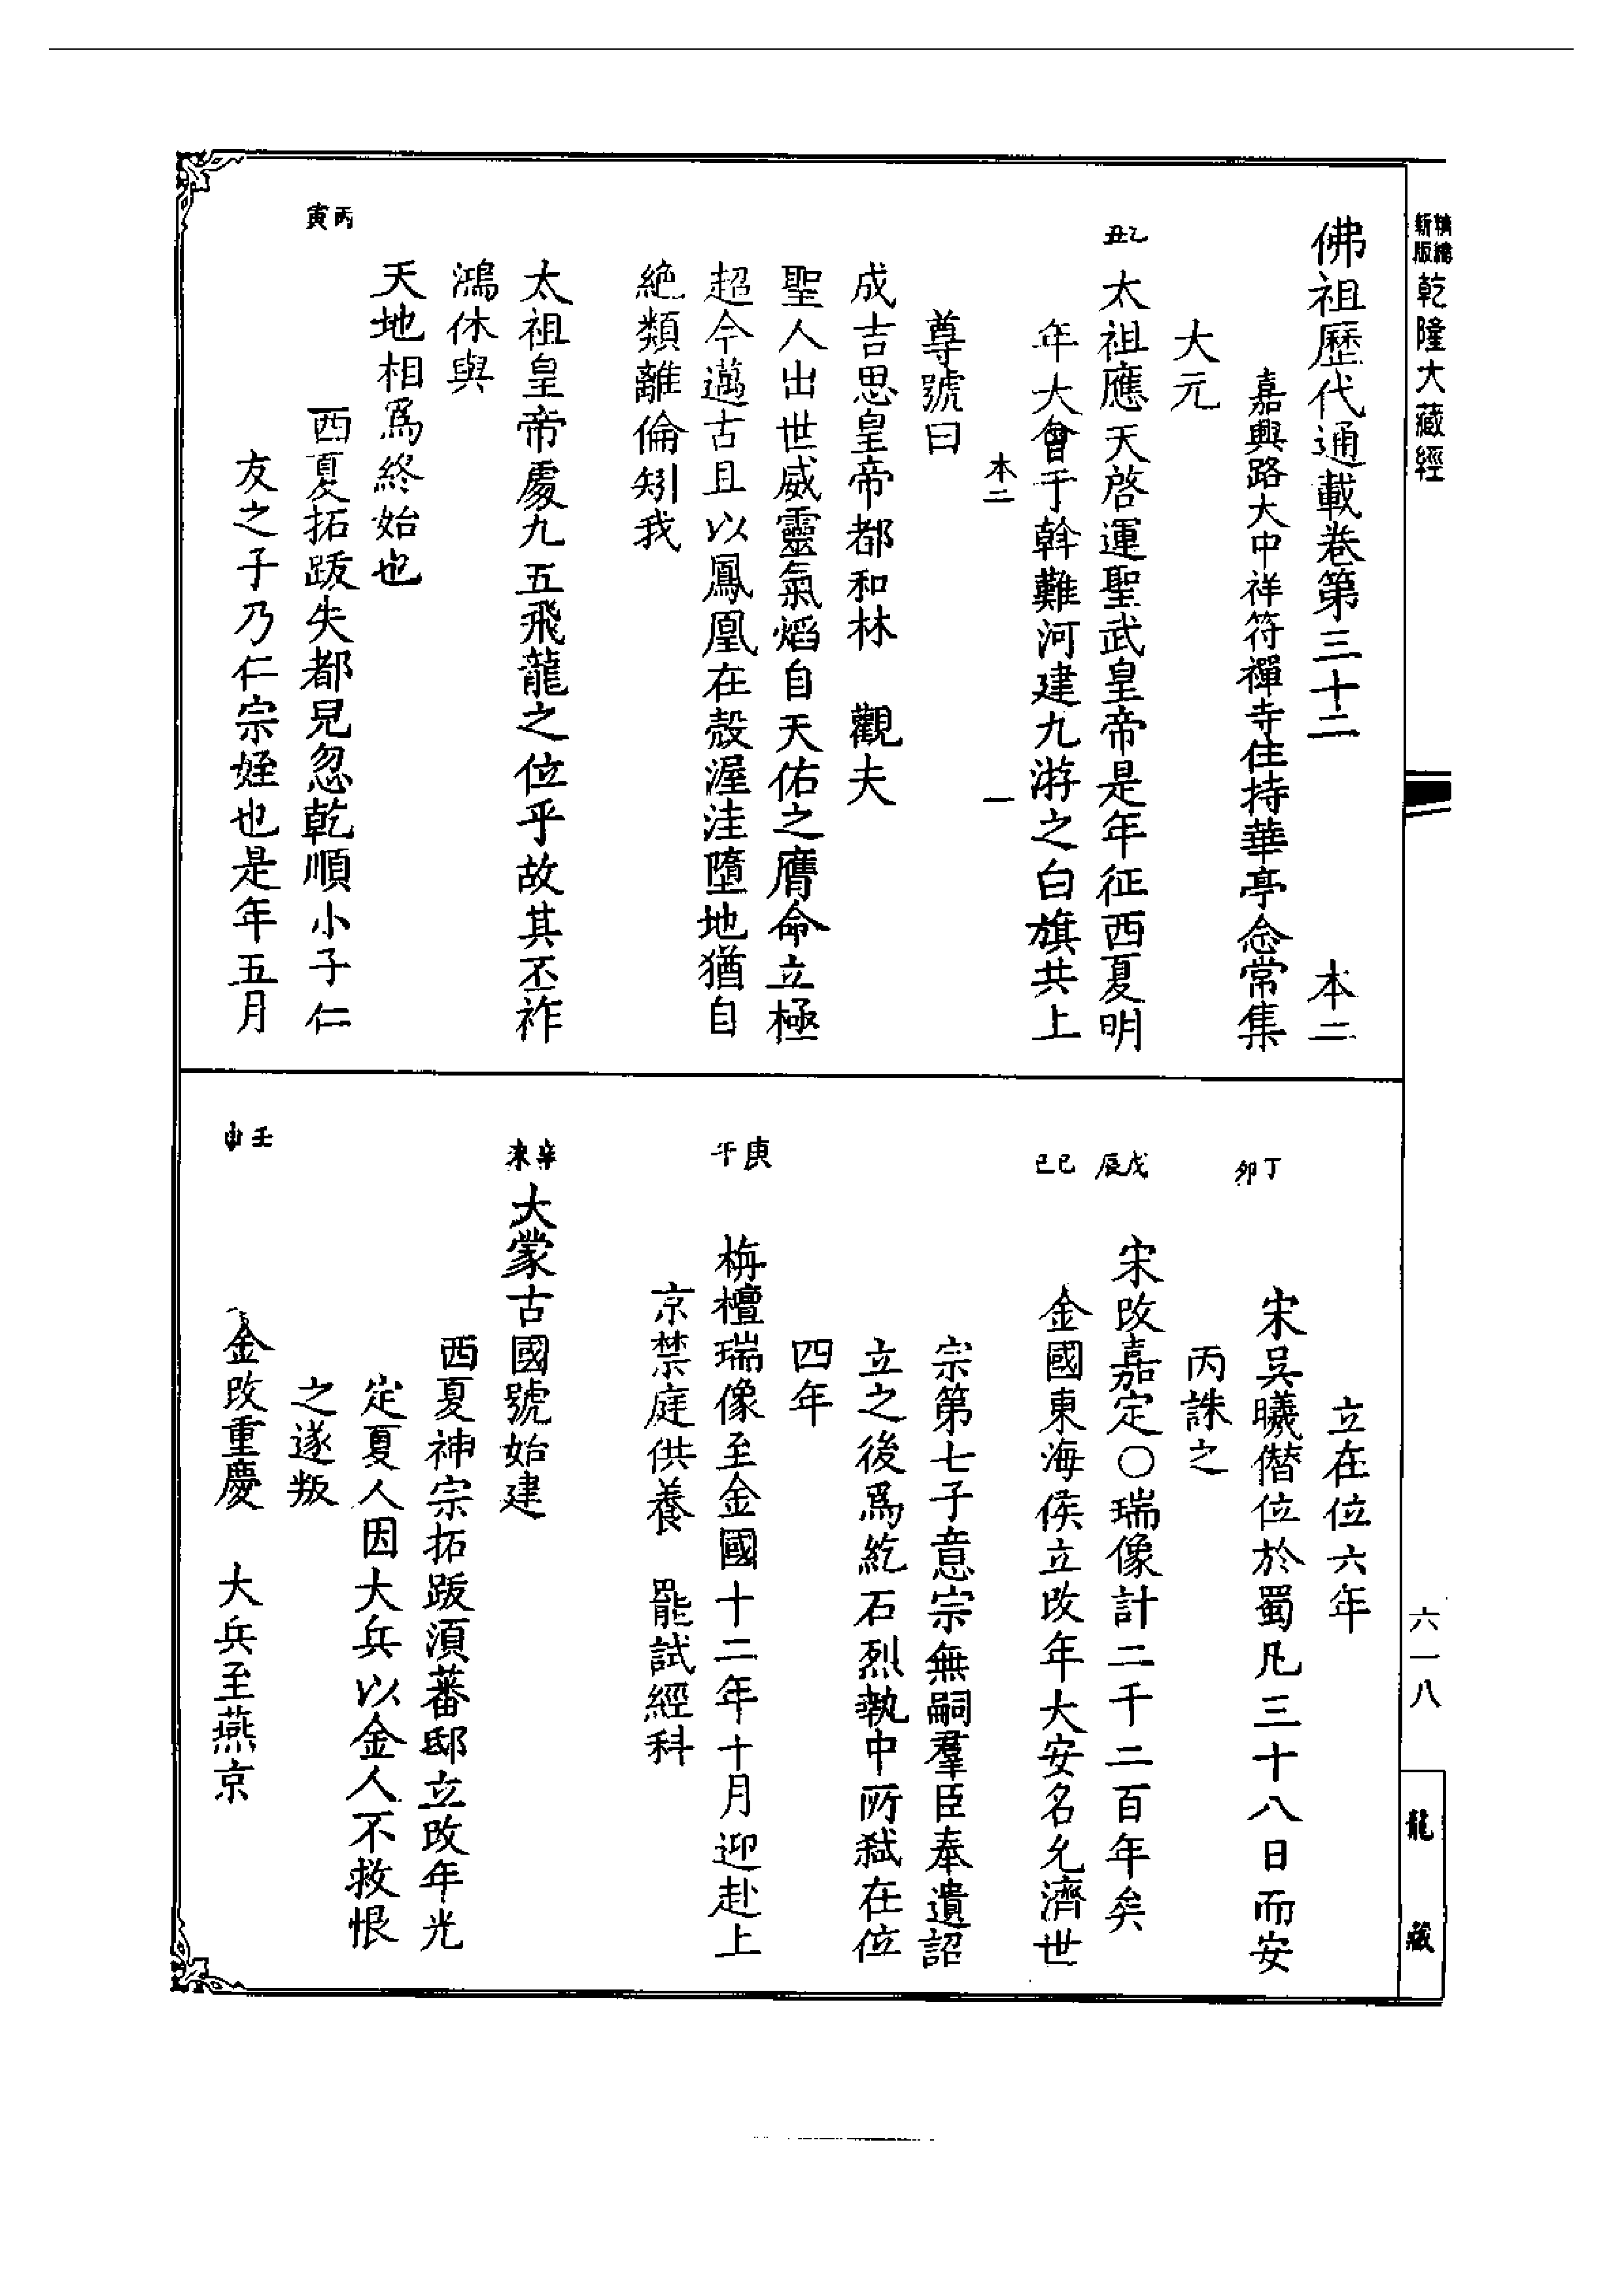 精繕新版乾隆大藏經
佛祖歷代通載卷第三十二　本二
嘉興路大中祥符禪寺住持華亭念常集
大元
乙丑　太祖應天啓運聖武皇帝是年征西夏明
年大會于斡難河建九游之白旗共上
本二　一
尊號曰
成吉思皇帝都和林　觀夫
聖人出世威靈氣熖自天佑之膺命立極
超今邁古且以鳳凰在殻渥洼墮地猶自
絶類離倫矧我
太祖皇帝處九五飛龍之位乎故其丕祚
鴻休與
天地相爲終始也
丙寅　西夏拓跋失都兒忽乾順小子仁
友之子乃仁宗姪也是年五月
立在位六年
丁卯　宋吳曦僭位於蜀凡三十八日而安
丙誅之
戊辰　宋改嘉定〇瑞像計二千二百年矣
己巳　金國東海侯立改年大安名允濟世
宗第七子意宗無嗣羣臣奉遺詔
立之後爲紇石烈執中所弑在位
四年
庚午　栴檀瑞像至金國十二年十月迎赴上
京禁庭供養　罷試經科
辛未　大蒙古國號始建
西夏神宗拓跋湏蕃邸立改年光
定夏人因大兵以金人不救恨
之遂叛
壬申　金改重慶　大兵至燕京
六一八
龍藏